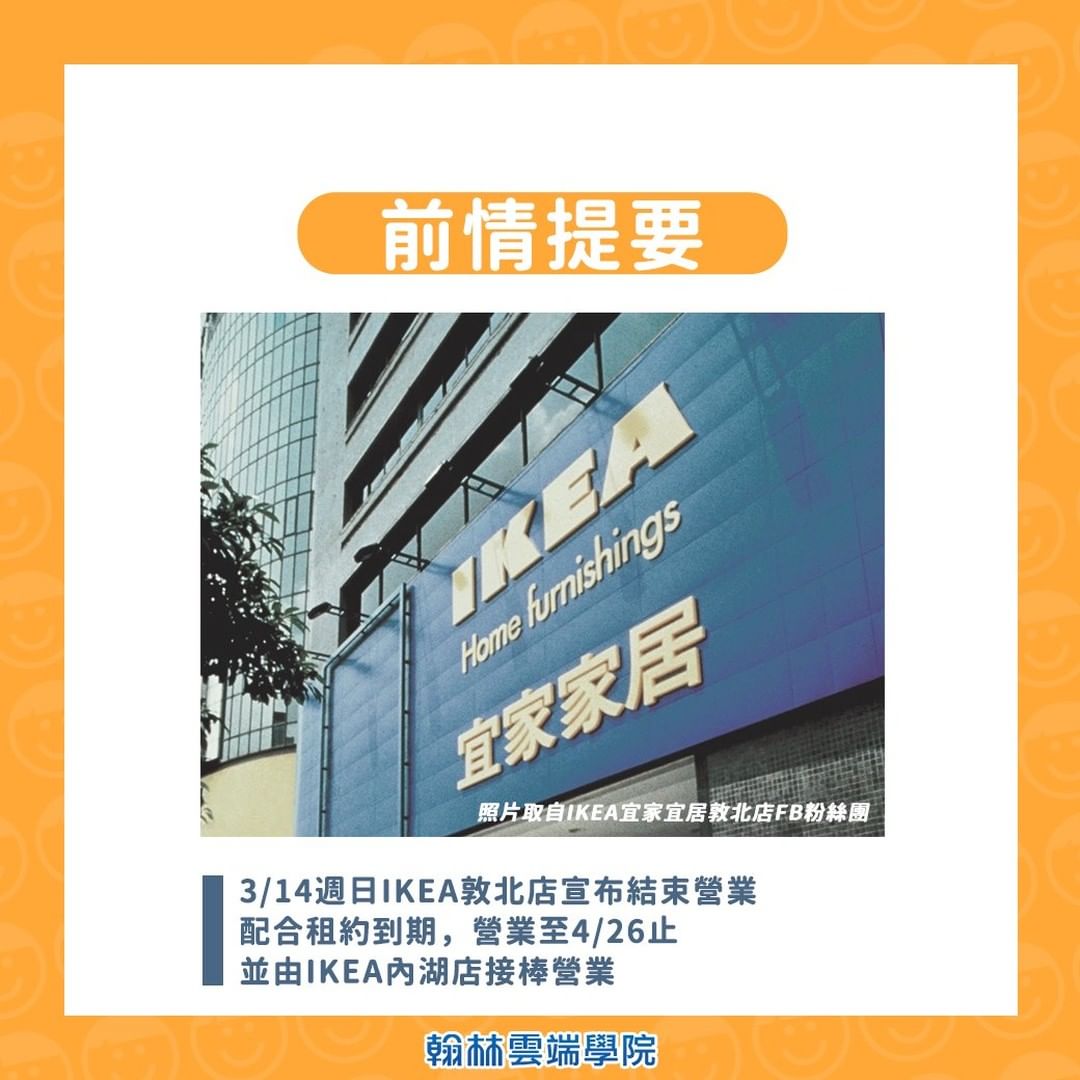 前情提要
IKEA
Home furnishings
宜家家居
照片取自IKEA宜家宜居敦北店FB粉絲團
3/14週日IKEA敦北店宣布結束營業
配合租約到期，營業至4/26止
並由IKEA內湖店接棒營業
翰林雲端學院